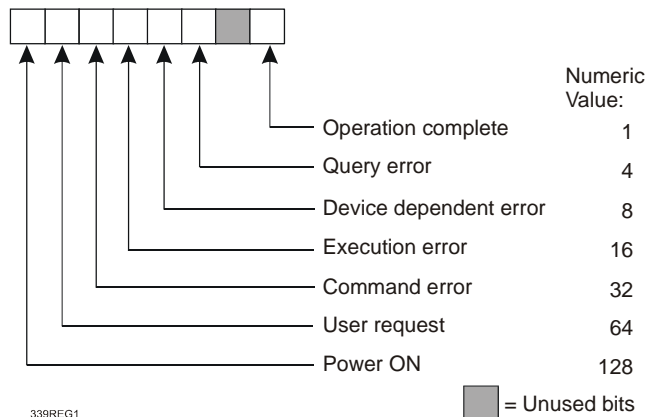 Numeric
Value:
Operation complete 1
Query error 4
Device dependent error 8
Execution error 16
Command error 32
User request 64
Power ON 128
339REG1
= Unused bits